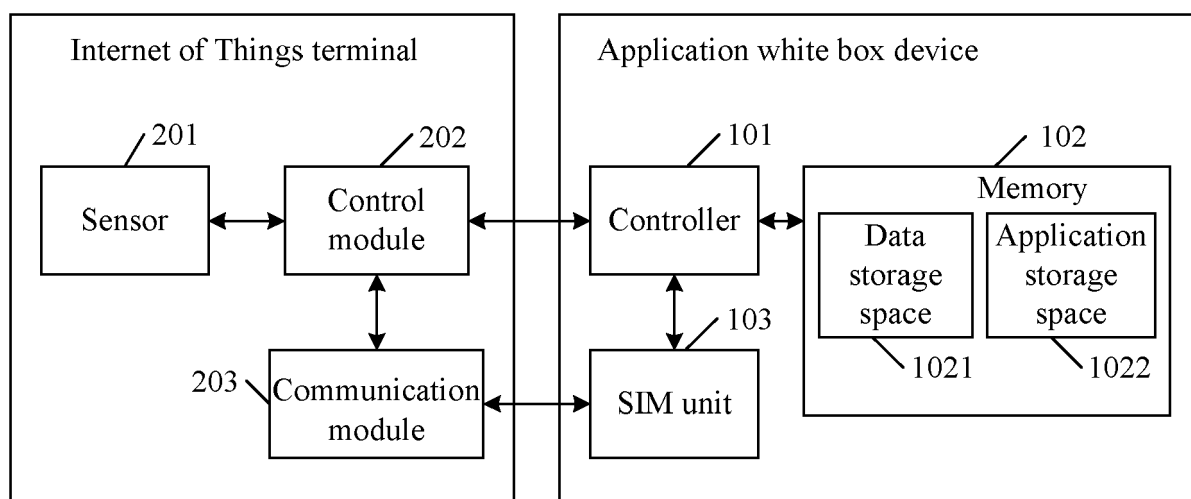 Internet of Things terminal
Application white box device
201
202
101
102
Sensor
Control
module
Controller
Memory
Data
storage
space
Application
storage
space
1021
1022
203
Communication
module
103
SIM unit